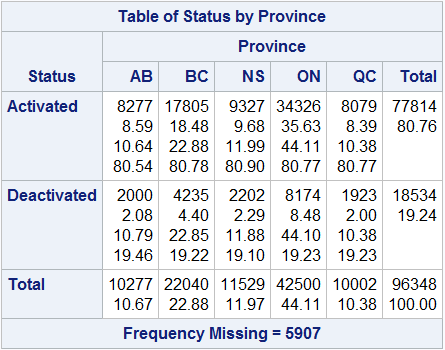 Table of Status by Province
Province
Status AB BC NS ON QC Total
Activated 8277 17805 9327 34326 8079 77814
8.59 18.48 9.68 35.63 8.39 80.76
10.64 22.88 11.99 44.11 10.38
80.54 80.78 80.90 80.77 80.77
Deactivated 2000 4235 2202 8174 1923 18534
2.08 4.40 2.29 8.48 2.00 19.24
10.79 22.85 11.88 44.10 10.38
19.46 19.22 19.10 19.23 19.23
Total 10277 22040 11529 42500 10002 96348
10.67 22.88 11.97 44.11 10.38 100.00
Frequency Missing = 5907